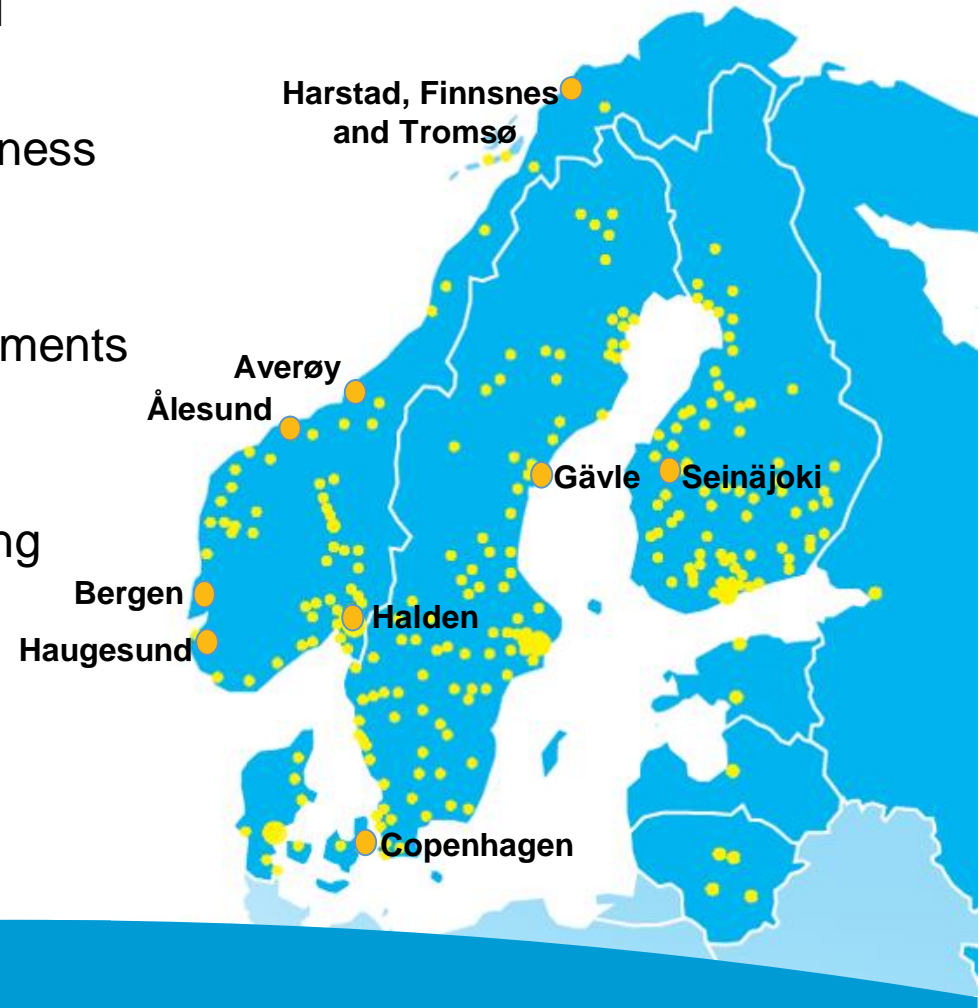 Harstad, Finnsnes
and Tromsø
ness
ments
Averøy
Ålesund
Gävle
Seinäjoki
ng
Bergen
Halden
Haugesund
Copenhagen